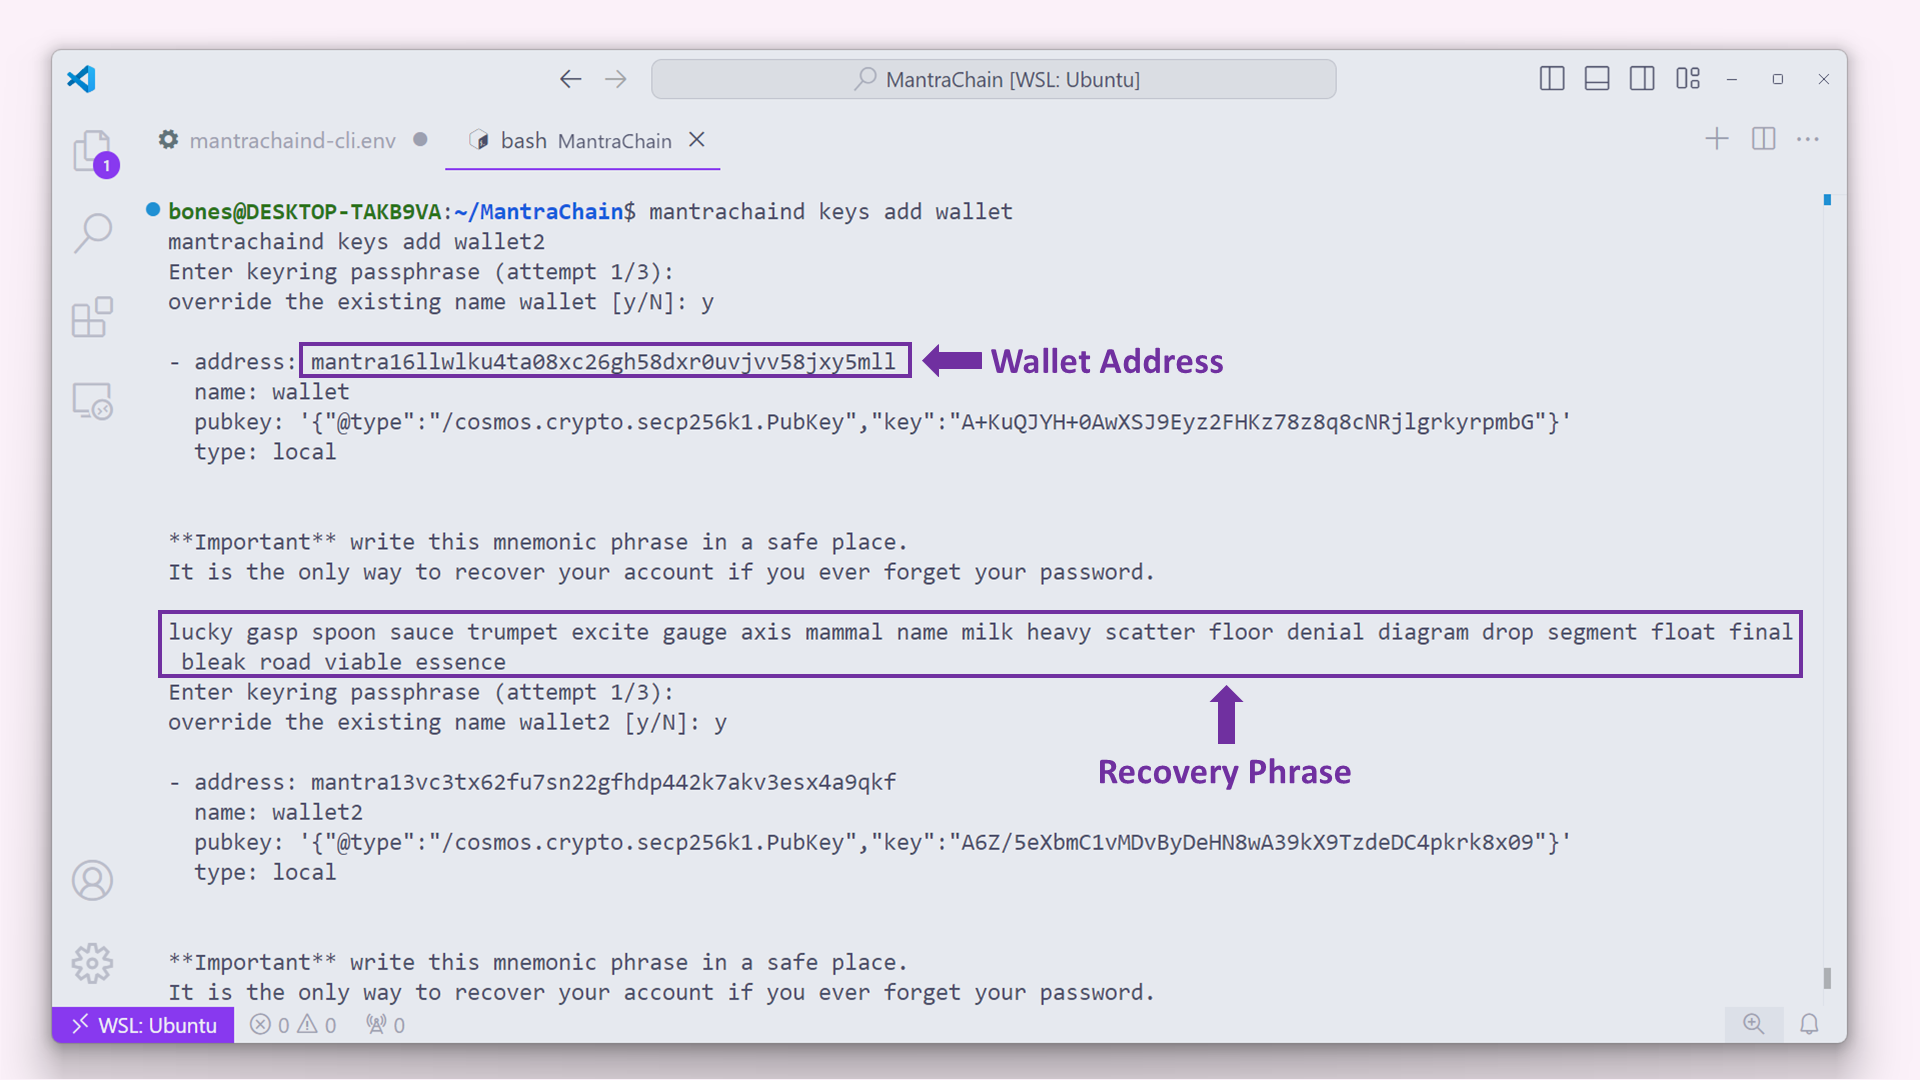 MantraChain [WSL: Ubuntu]
mantrachaind-cli.env
bash MantraChain
1
bones@DESKTOP-TAKB9VA:~/MantraChain$ mantrachaind keys add wallet
mantrachaind keys add wallet2
Enter keyring passphrase (attempt 1/3):
override the existing name wallet [y/N]: y
- address: mantra16llwlku4ta08xc26gh58dxr0uvjvv58jxy5mll
Wallet Address
name: wallet
pubkey: '{"@type":"/cosmos.crypto.secp256k1.PubKey","key":"A+KuQJYH+0AwXSJ9Eyz2FHKz78z8q8cNRjlgrkyrpmbG"}'
type: local
**Important** write this mnemonic phrase in a safe place.
It is the only way to recover your account if you ever forget your password.
lucky gasp spoon sauce trumpet excite gauge axis mammal name milk heavy scatter floor denial diagram drop segment float final
bleak road viable essence
Enter keyring passphrase (attempt 1/3):
override the existing name wallet2 [y/N]: y
Recovery Phrase
- address: mantra13vc3tx62fu7sn22gfhdp442k7akv3esx4a9qkf
name: wallet2
pubkey: '{"@type":"/cosmos.crypto.secp256k1.PubKey","key":"A6Z/5eXbmC1vMDvByDeHN8wA39kX9TzdeDC4pkrk8x09"}'
type: local
**Important** write this mnemonic phrase in a safe place.
It is the only way to recover your account if you ever forget your password.
WSL: Ubuntu 0 0 0